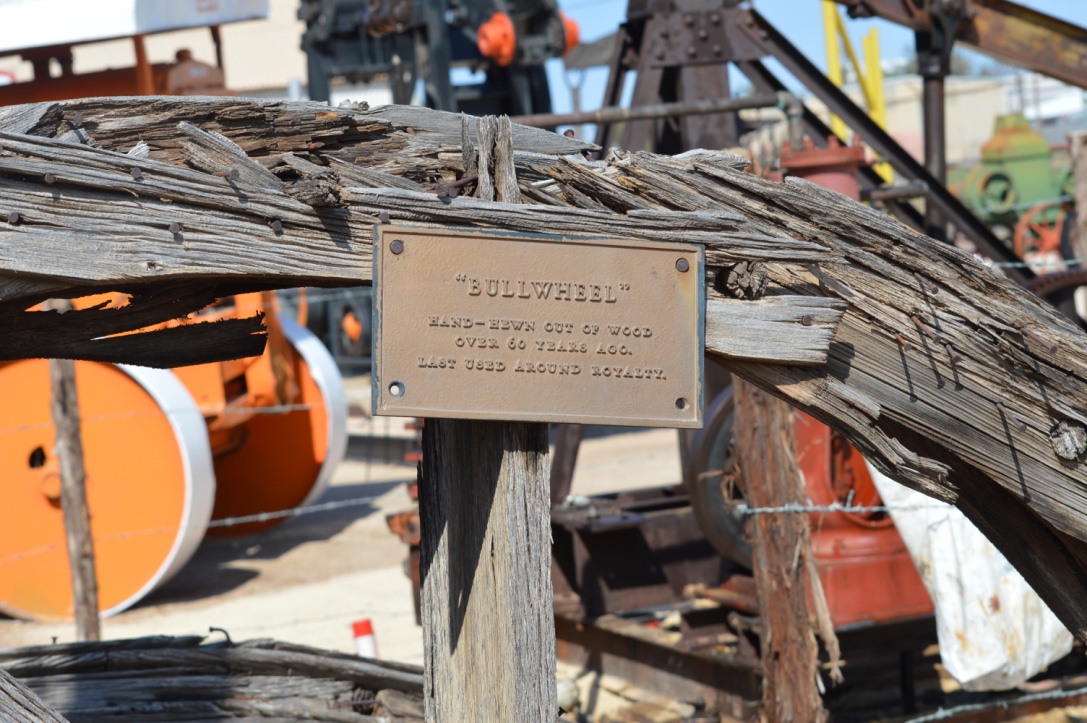 "BULLWHEEL"
HAND-HEWN OUT OF WOOD
OVER 60 YEARS AGO.
LAST USED AROUND ROYALTY.